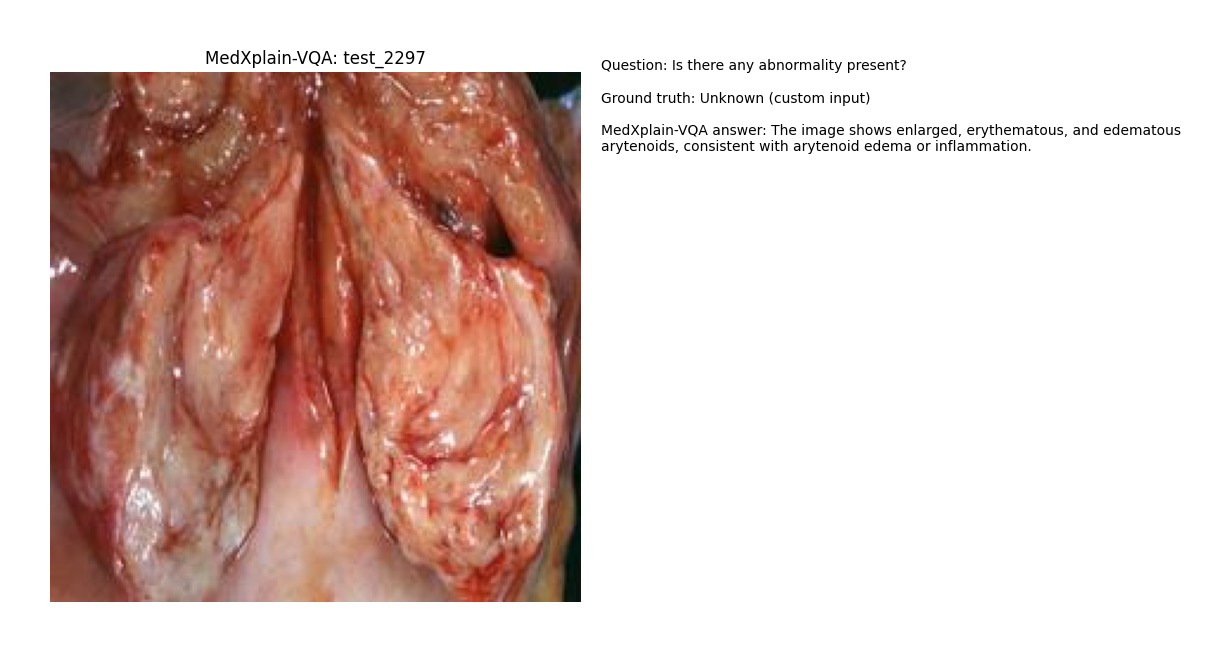 MedXplain-VQA: test_2297
Question: Is there any abnormality present?
Ground truth: Unknown (custom input)
MedXplain-VQA answer: The image shows enlarged, erythematous, and edematous
arytenoids, consistent with arytenoid edema or inflammation.